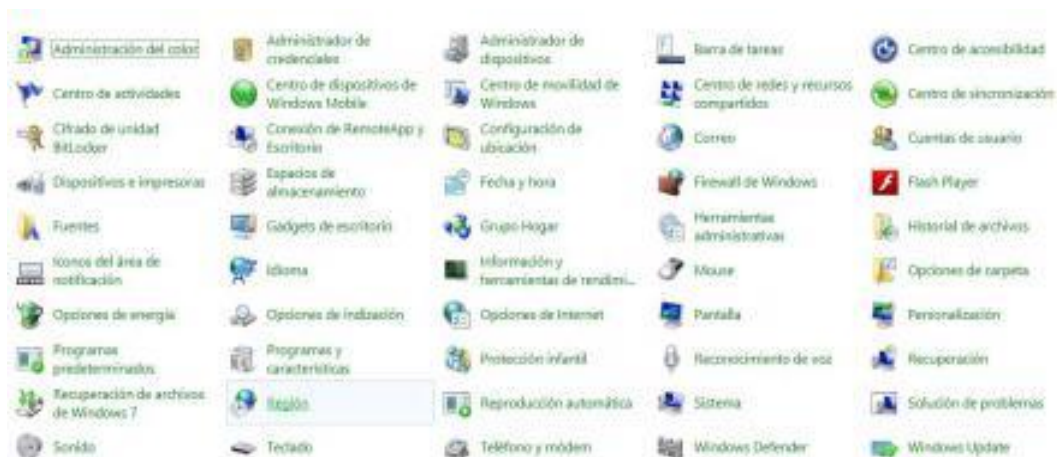 Administración del color
Administrador de
credenciales
Administrador de
dispositivos
Barra de tareas
Centro de accesibilidad
Centro de actividades
Centro de dispositivos de
Windows Mobile
Centro de movilidad de
Windows
Centro de redes y recursos
compartidos
Centro de sincronización
Cifrado de unidad
BitLocker
Conexión de RemoteApp y
Escritorio
Configuración de
ubicación
Correo
Cuentas de usuario
Dispositivos e impresoras
Espacios de
almacenamiento
Fecha y hora
Firewall de Windows
Flash Player
Fuentes
Gadgets de escritorio
Grupo Hogar
Herramientas
administrativas
Historial de archivos
Iconos del área de
notificación
Idioma
Información y
herramientas de rendimi...
Mouse
Opciones de carpeta
Opciones de energía
Opciones de indización
Opciones de Internet
Pantalla
Personalización
Programas
predeterminados
Programas y
características
Protección infantil
Reconocimiento de voz
Recuperación
Recuperación de archivos
de Windows 7
Región
Reproducción automática
Sistema
Solución de problemas
Sonido
Teclado
Teléfono y módem
Windows Defender
Windows Update